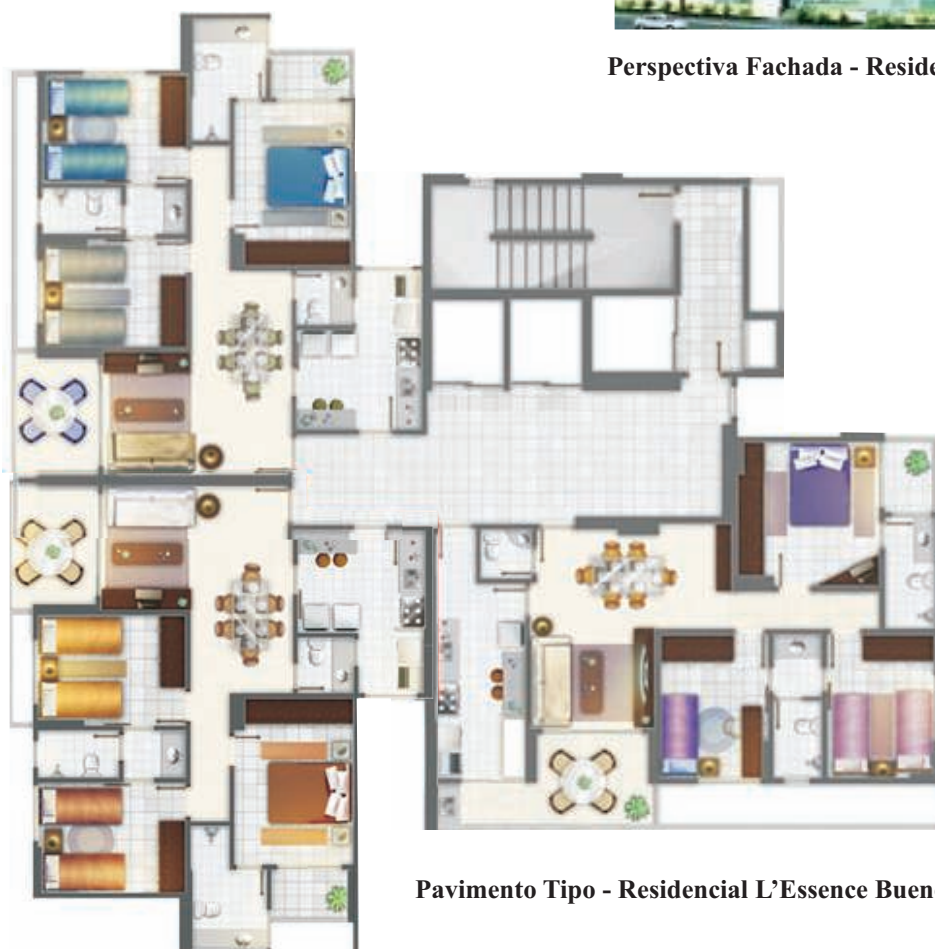 Perspectiva Fachada - Reside
Pavimento Tipo - Residencial L’Essence Buen